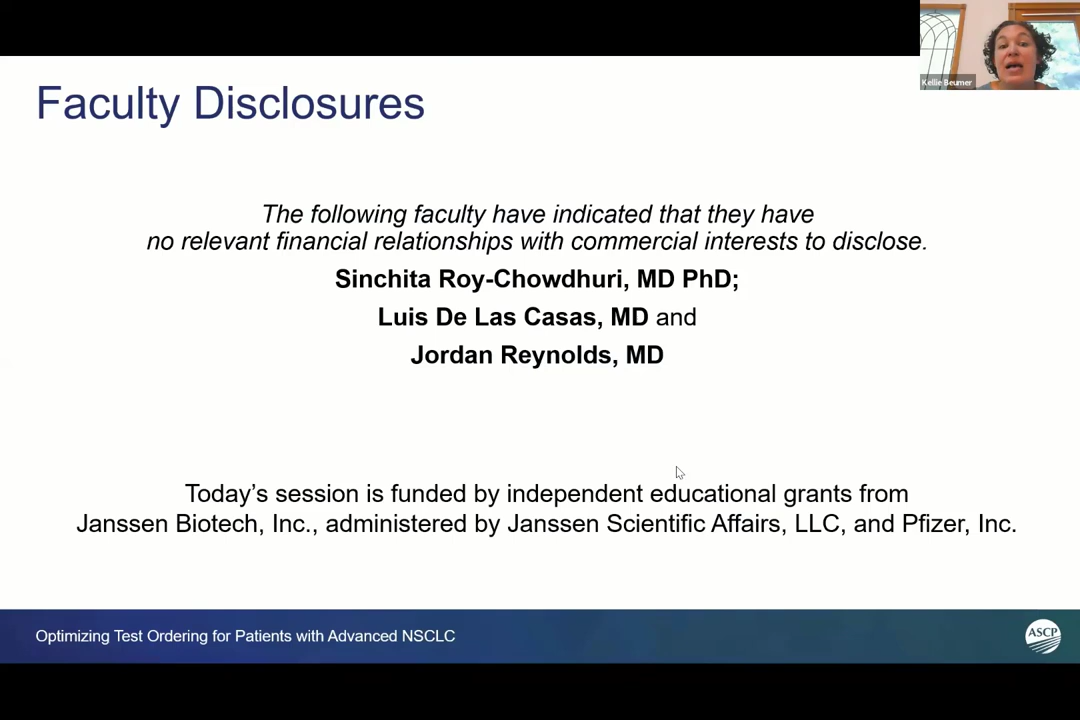 Kellie Beumer
Faculty Disclosures
The following faculty have indicated that they have
no relevant financial relationships with commercial interests to disclose.
Sinchita Roy-Chowdhuri, MD PhD;
Luis De Las Casas, MD and
Jordan Reynolds, MD
Today’s session is funded by independent educational grants from
Janssen Biotech, Inc., administered by Janssen Scientific Affairs, LLC, and Pfizer, Inc.
Optimizing Test Ordering for Patients with Advanced NSCLC
ASCP